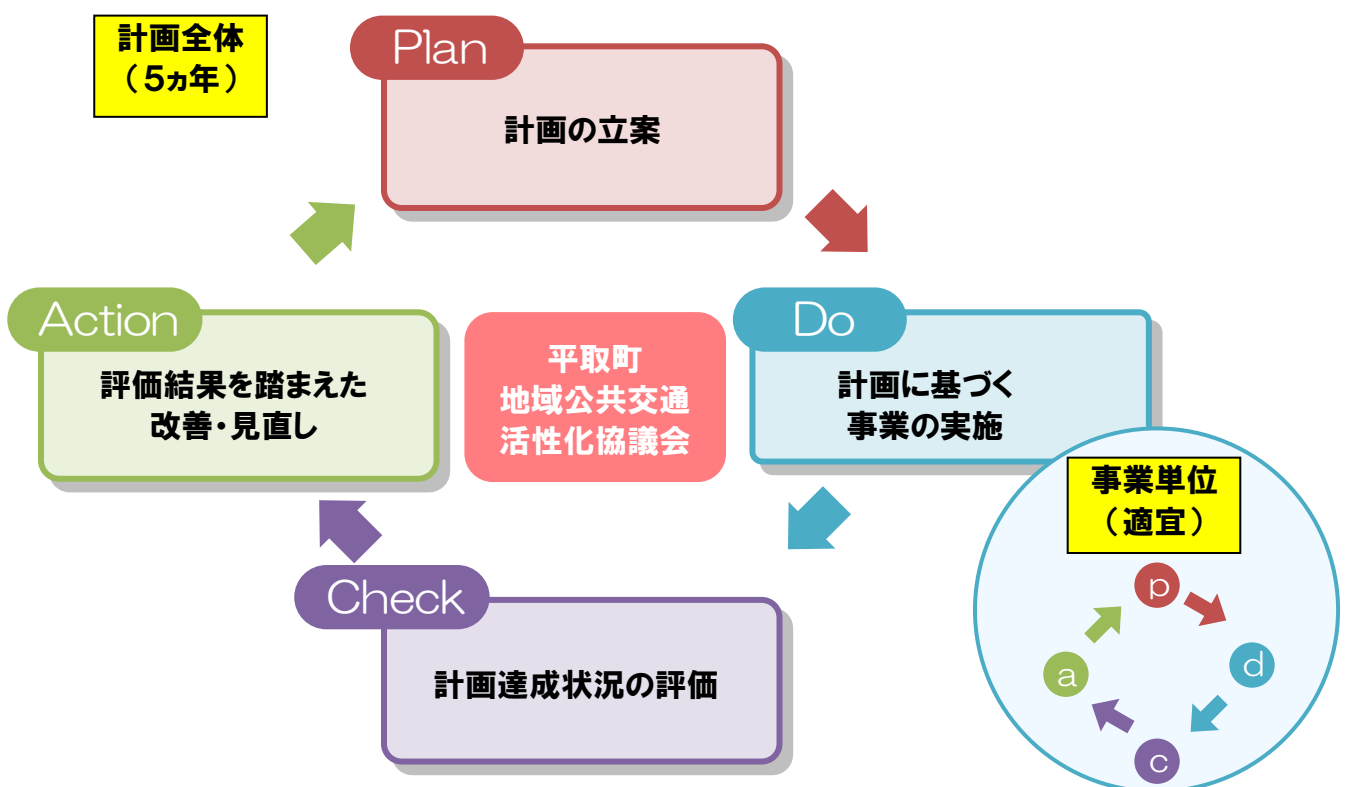 計画全体
（5ヵ年）
Plan
計画の立案
Action
評価結果を踏まえた
改善・見直し
平取町
地域公共交通
活性化協議会
Do
計画に基づく
事業の実施
事業単位
（適宜）
p
d
a
c
Check
計画達成状況の評価